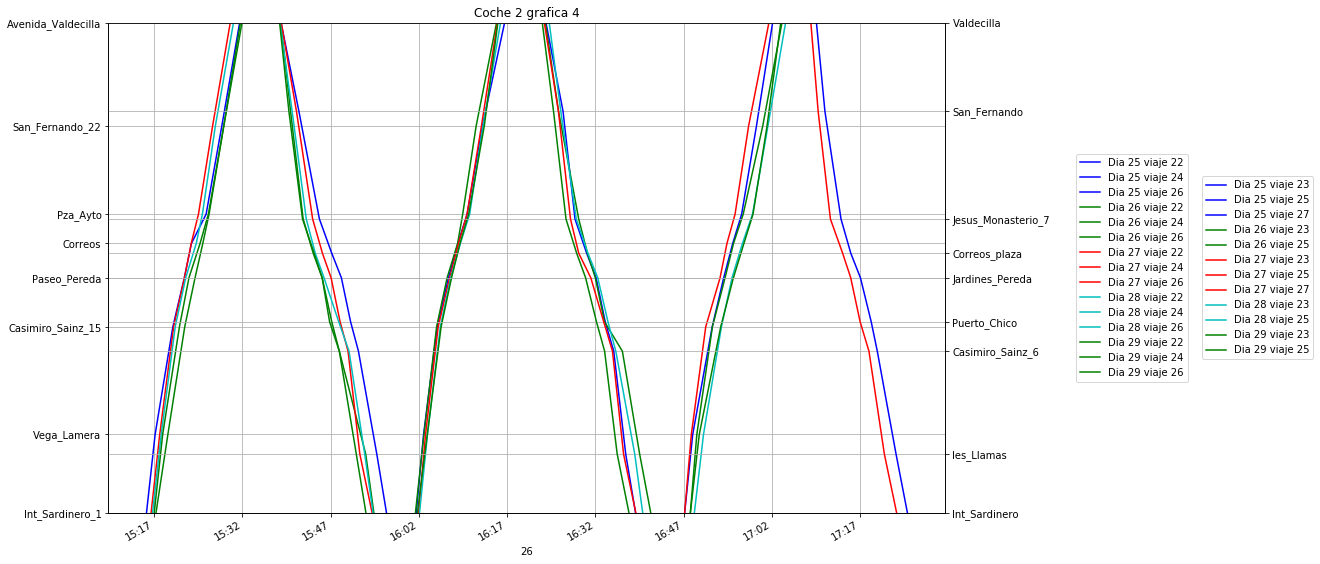 Coche 2 grafica 4
Avenida_Valdecilla
San_Fernando_22
Pza_Ayto
Correos
Paseo_Pereda
Casimiro_Sainz_15
Vega_Lamera
Int_Sardinero_1
Valdecilla
San_Fernando
Jesus_Monasterio_7
Correos_plaza
Jardines_Pereda
Puerto_Chico
Casimiro_Sainz_6
Ies_Llamas
Int_Sardinero
15:17
15:32
15:47
16:02
16:17
16:32
16:47
17:02
17:17
26
Dia 25 viaje 22
Dia 25 viaje 24
Dia 25 viaje 26
Dia 26 viaje 22
Dia 26 viaje 24
Dia 26 viaje 26
Dia 27 viaje 22
Dia 27 viaje 24
Dia 27 viaje 26
Dia 28 viaje 22
Dia 28 viaje 24
Dia 28 viaje 26
Dia 29 viaje 22
Dia 29 viaje 24
Dia 29 viaje 26
Dia 25 viaje 23
Dia 25 viaje 25
Dia 25 viaje 27
Dia 26 viaje 23
Dia 26 viaje 25
Dia 27 viaje 23
Dia 27 viaje 25
Dia 27 viaje 27
Dia 28 viaje 23
Dia 28 viaje 25
Dia 29 viaje 23
Dia 29 viaje 25